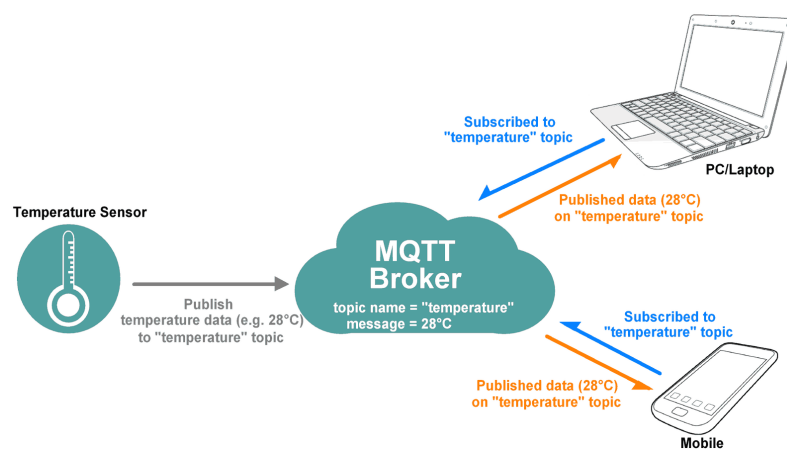 Subscribed to
"temperature" topic
PC/Laptop
Published data (28°C)
on "temperature" topic
Temperature Sensor
MQTT
Broker
topic name = "temperature"
message = 28°C
Publish
temperature data (e.g. 28°C)
to "temperature" topic
Subscribed to
"temperature" topic
Published data (28°C)
on "temperature" topic
Mobile